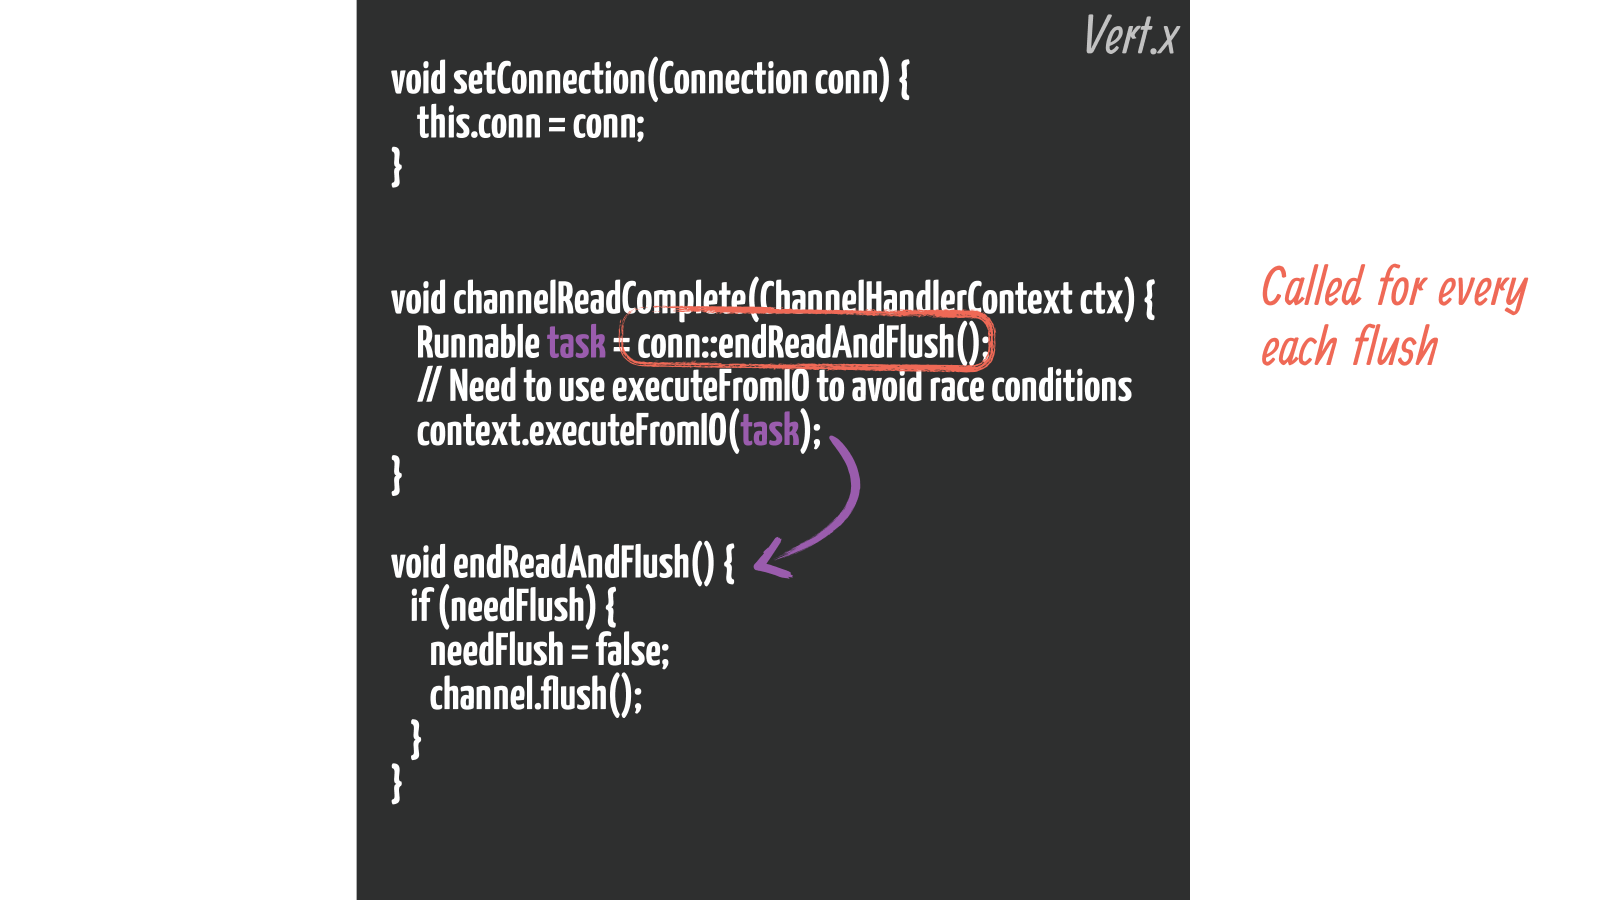 Vert.x
void setConnection(Connection conn) {
this.conn = conn;
}
void channelReadComplete(ChannelHandlerContext ctx) {
Runnable task = conn::endReadAndFlush();
// Need to use executeFromIO to avoid race conditions
context.executeFromIO(task);
}
void endReadAndFlush() {
if (needFlush) {
needFlush = false;
channel.flush();
}
}
Called for every
each flush